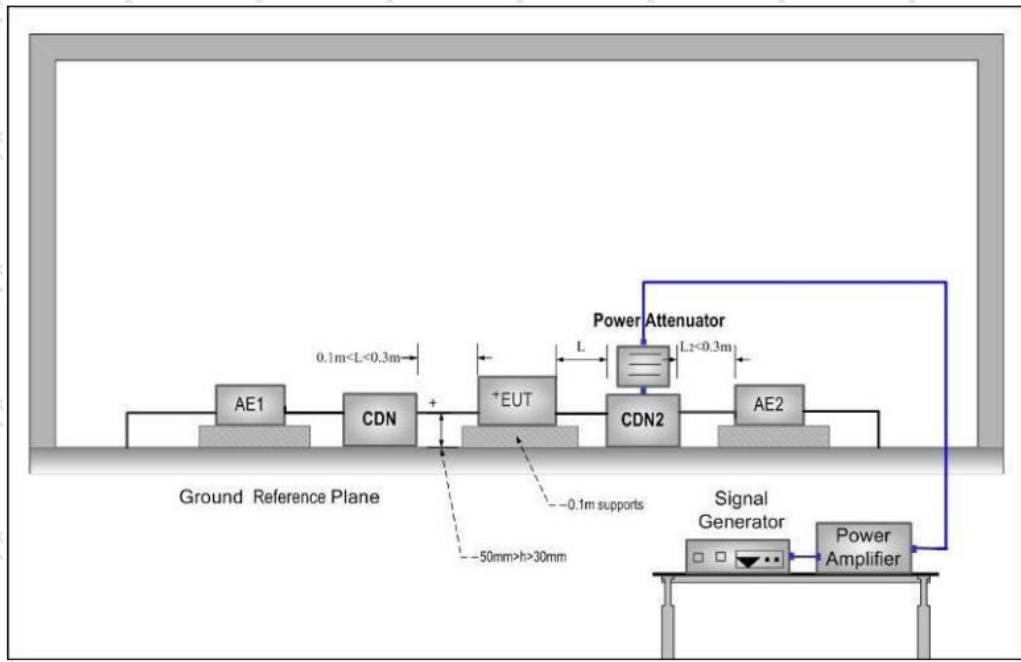 Power Attenuator
0.1m<L<0.3m
L
L2<0.3m
AE1
CDN
+
+EUT
CDN2
AE2
Ground Reference Plane
0.1m supports
50mm>h>30mm
Signal
Generator
Power
Amplifier